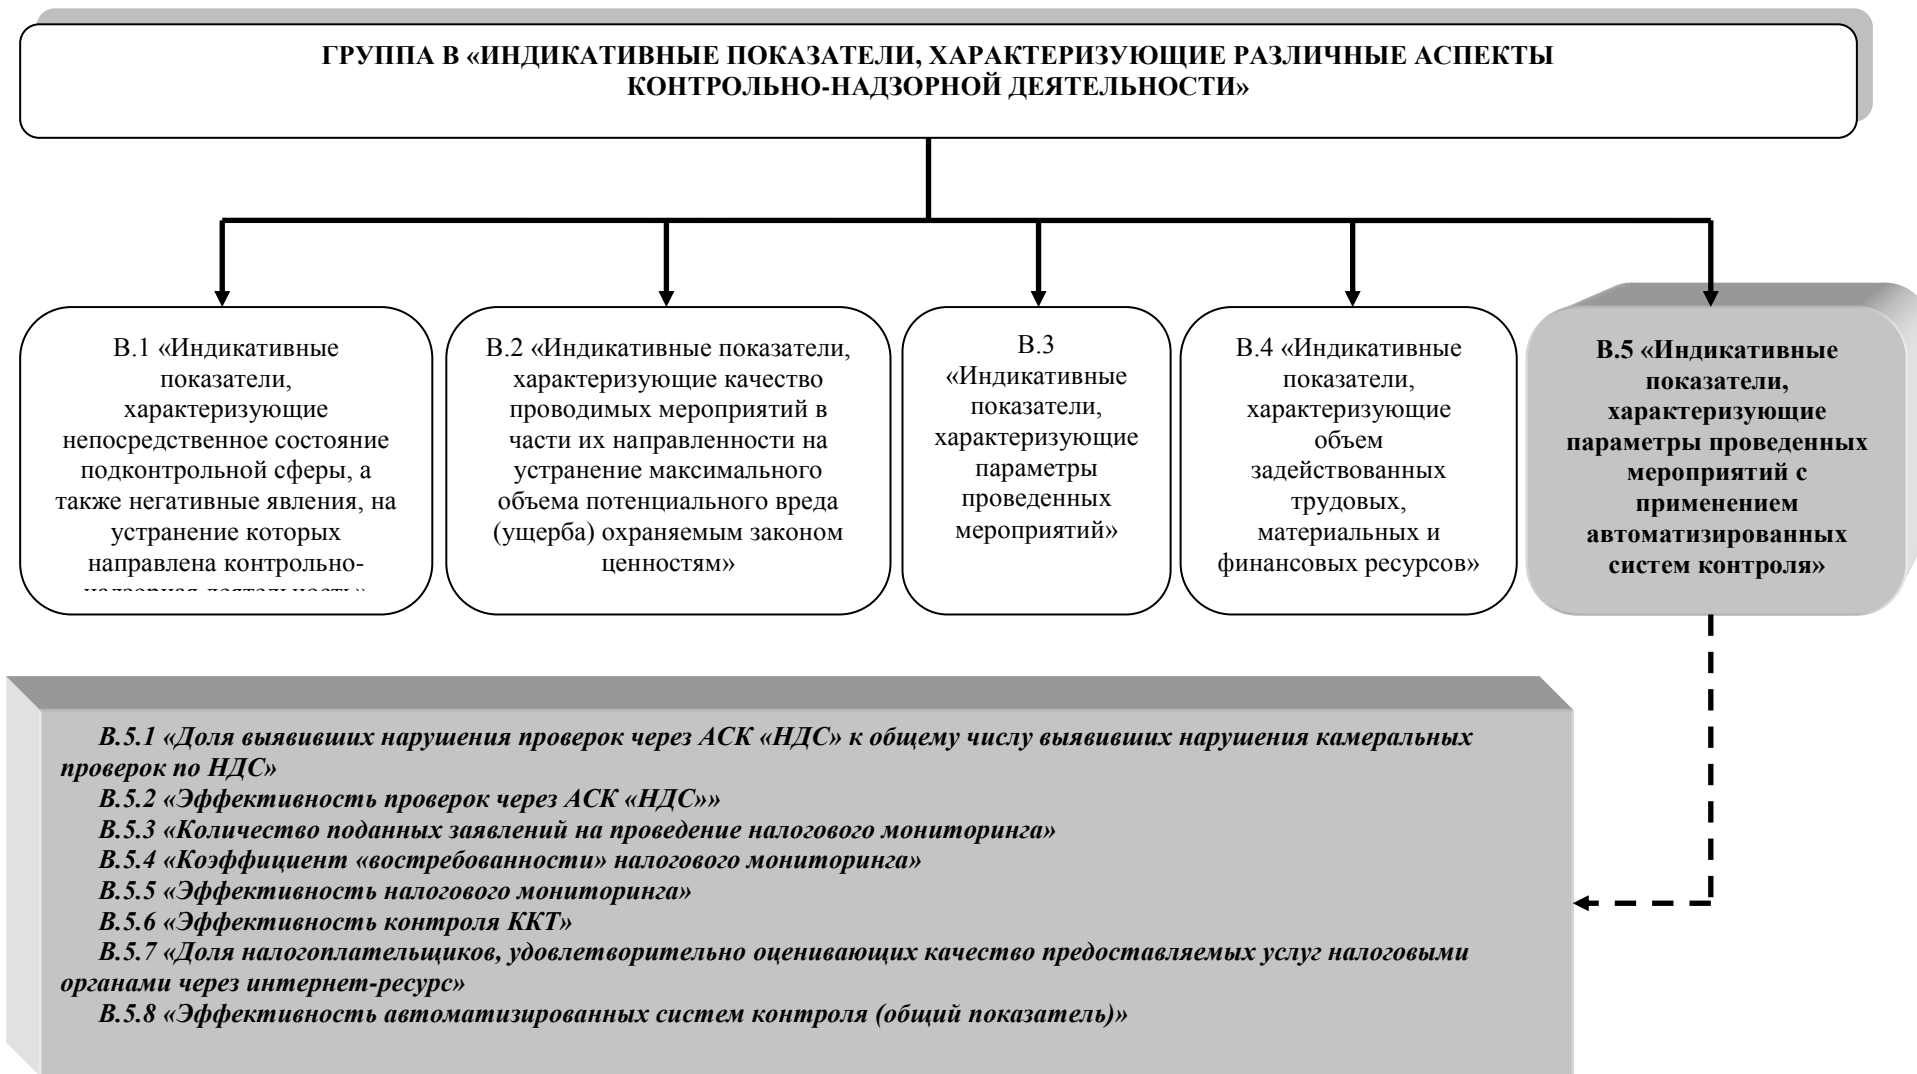 ГРУППА В «ИНДИКАТИВНЫЕ ПОКАЗАТЕЛИ, ХАРАКТЕРИЗУЮЩИЕ РАЗЛИЧНЫЕ АСПЕКТЫ
КОНТРОЛЬНО-НАДЗОРНОЙ ДЕЯТЕЛЬНОСТИ»
В.1 «Индикативные
показатели,
характеризующие
непосредственное состояние
подконтрольной сферы, а
также негативные явления, на
устранение которых
направлена контрольно-
надзорная деятельность»
В.2 «Индикативные показатели,
характеризующие качество
проводимых мероприятий в
части их направленности на
устранение максимального
объема потенциального вреда
(ущерба) охраняемым законом
ценностям»
В.3
«Индикативные
показатели,
характеризующие
параметры
проведенных
мероприятий»
В.4 «Индикативные
показатели,
характеризующие
объем
задействованных
трудовых,
материальных и
финансовых ресурсов»
В.5 «Индикативные
показатели,
характеризующие
параметры проведенных
мероприятий с
применением
автоматизированных
систем контроля»
В.5.1 «Доля выявивших нарушения проверок через АСК «НДС» к общему числу выявивших нарушения камеральных
проверок по НДС»
В.5.2 «Эффективность проверок через АСК «НДС»»
В.5.3 «Количество поданных заявлений на проведение налогового мониторинга»
В.5.4 «Коэффициент «востребованности» налогового мониторинга»
В.5.5 «Эффективность налогового мониторинга»
В.5.6 «Эффективность контроля ККТ»
В.5.7 «Доля налогоплательщиков, удовлетворительно оценивающих качество предоставляемых услуг налоговыми
органами через интернет-ресурс»
В.5.8 «Эффективность автоматизированных систем контроля (общий показатель)»